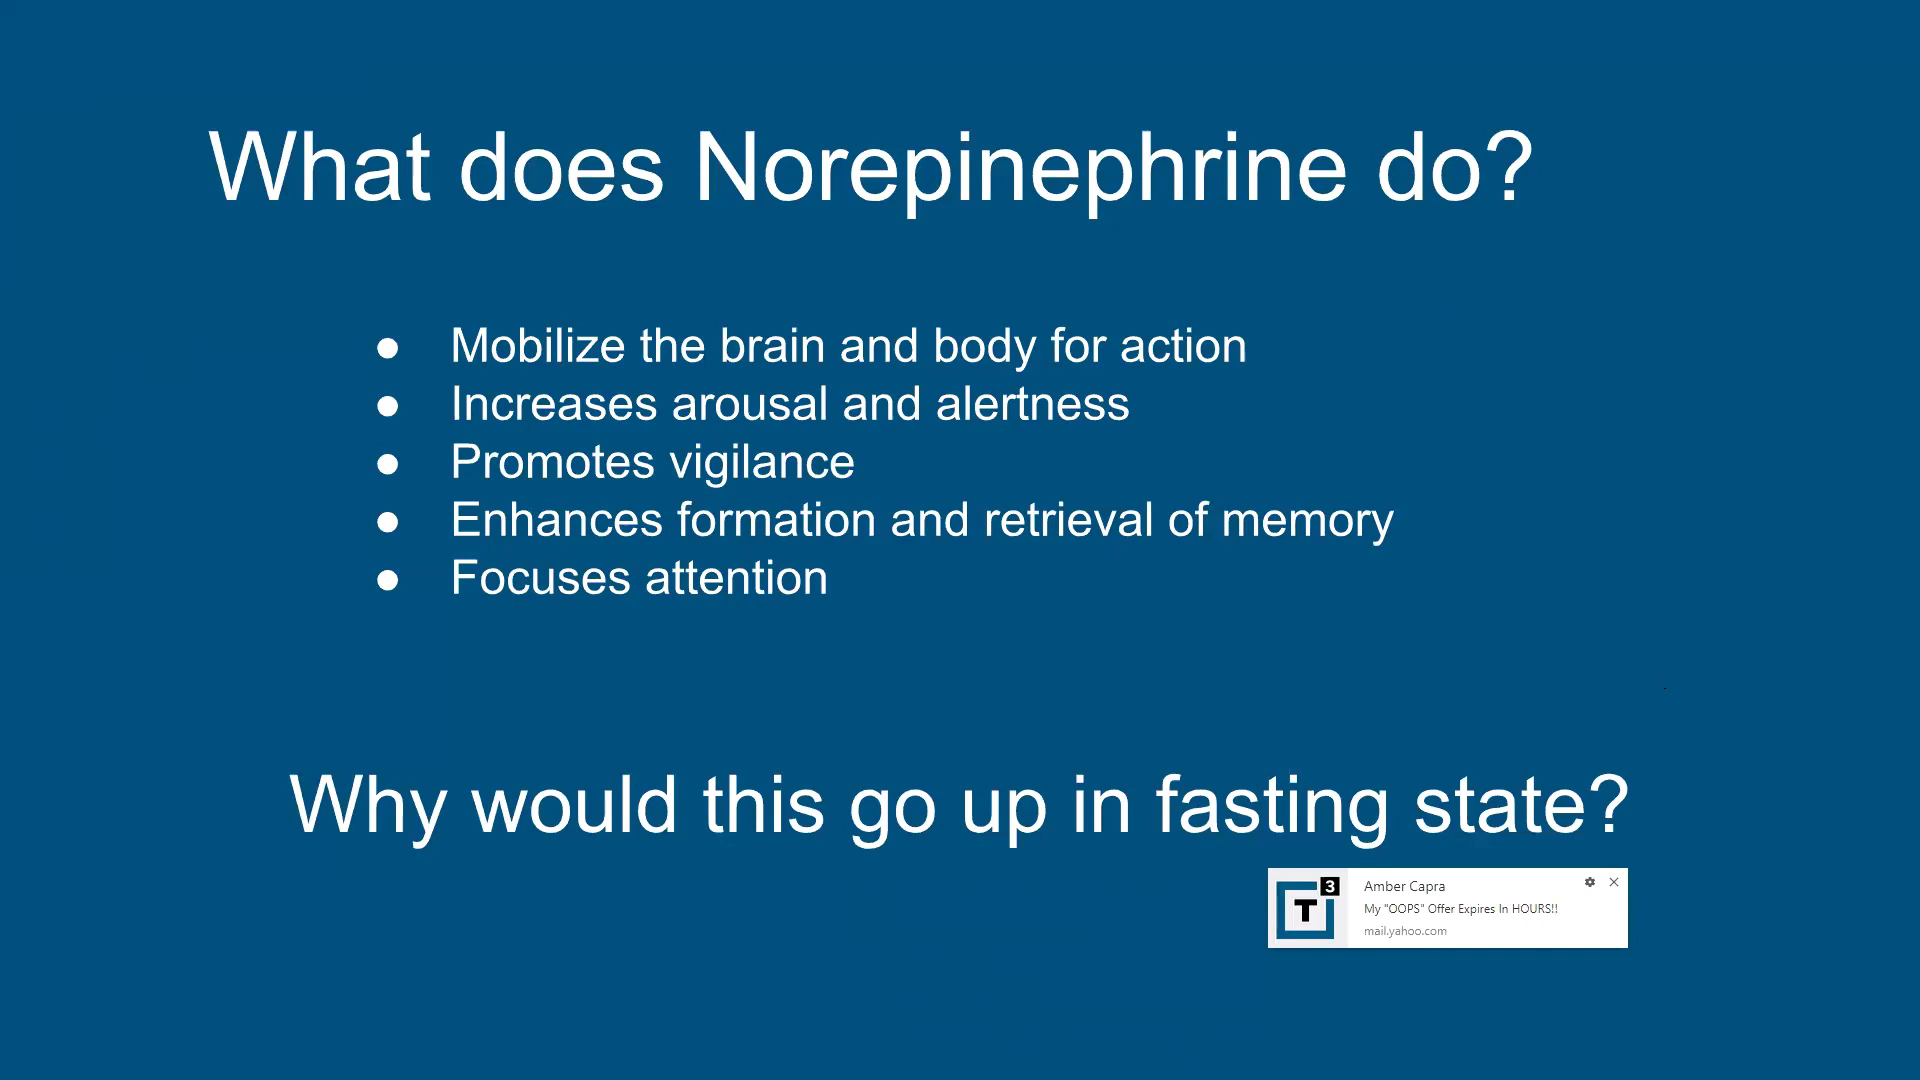 What does Norepinephrine do?
● Mobilize the brain and body for action
● Increases arousal and alertness
● Promotes vigilance
● Enhances formation and retrieval of memory
● Focuses attention
Why would this go up in fasting state?
T 3
Amber Capra
My "OOPS" Offer Expires In HOURS!!
mail.yahoo.com